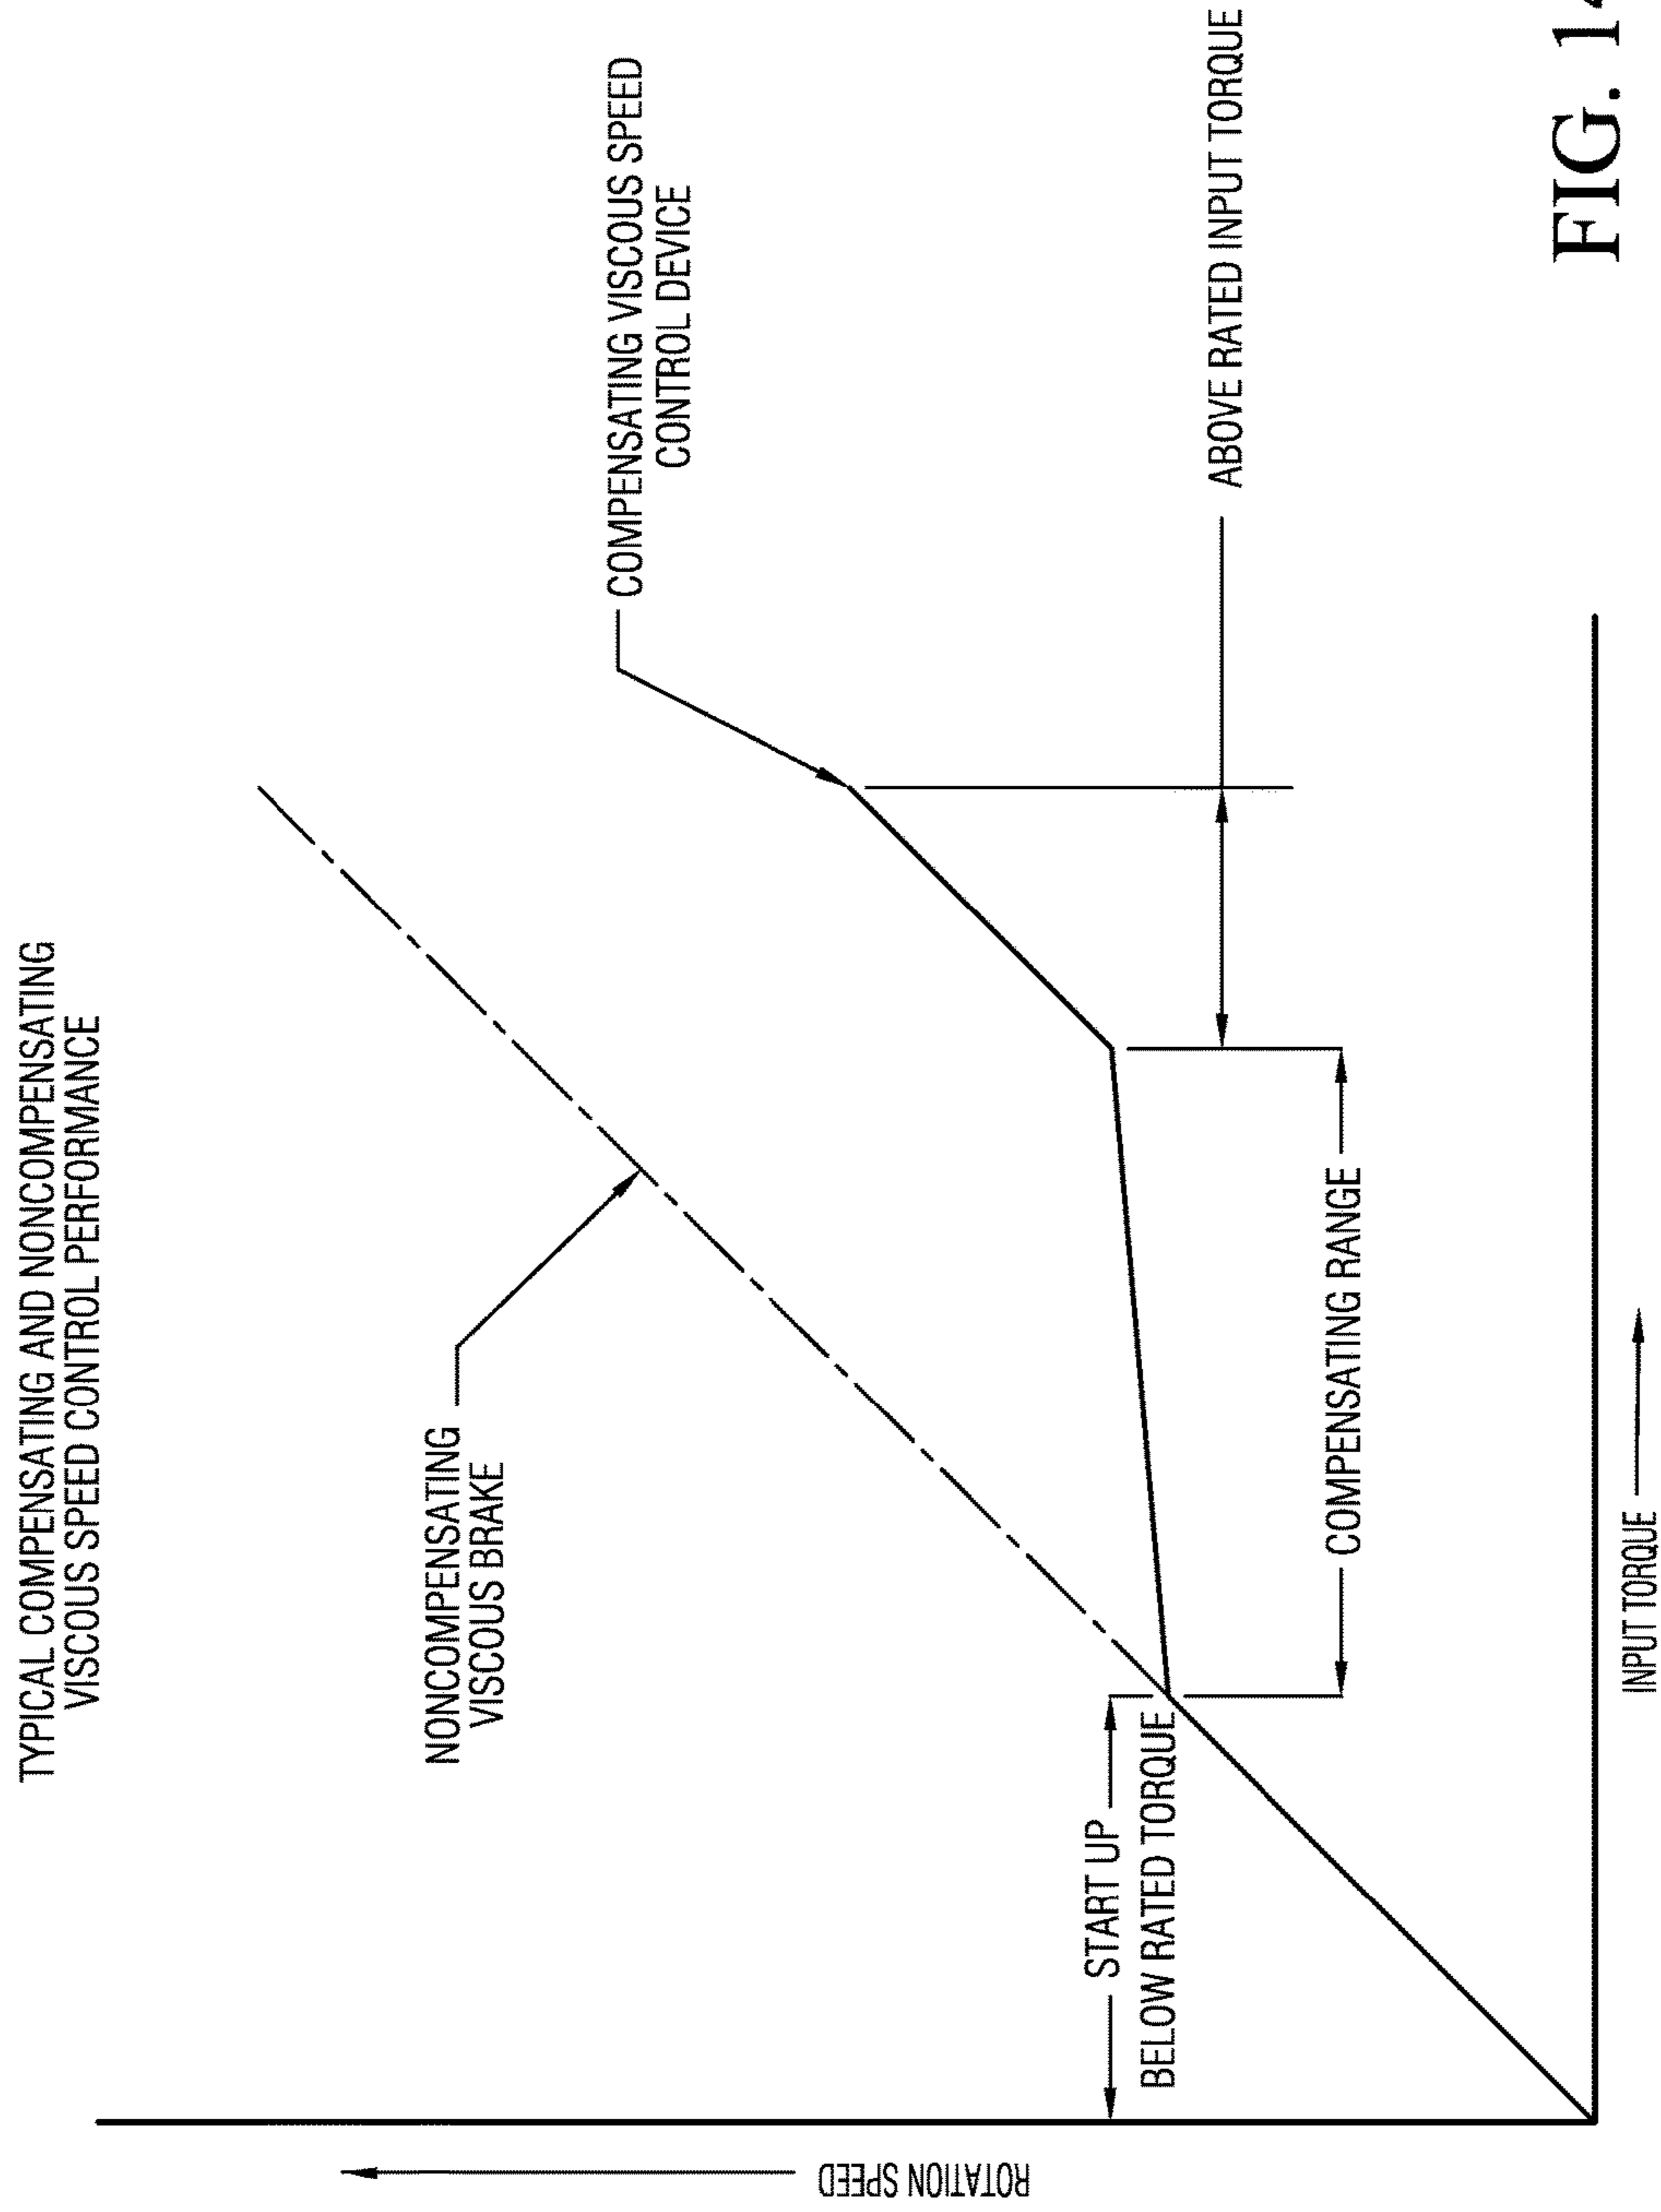 TYPICAL COMPENSATING AND NONCOMPENSATING
VISCOUS SPEED CONTROL PERFORMANCE
NONCOMPENSATING
VISCOUS BRAKE
COMPENSATING VISCOUS SPEED
CONTROL DEVICE
START UP
BELOW RATED TORQUE
ABOVE RATED INPUT TORQUE
COMPENSATING RANGE
ROTATION SPEED
INPUT TORQUE
FIG. 14